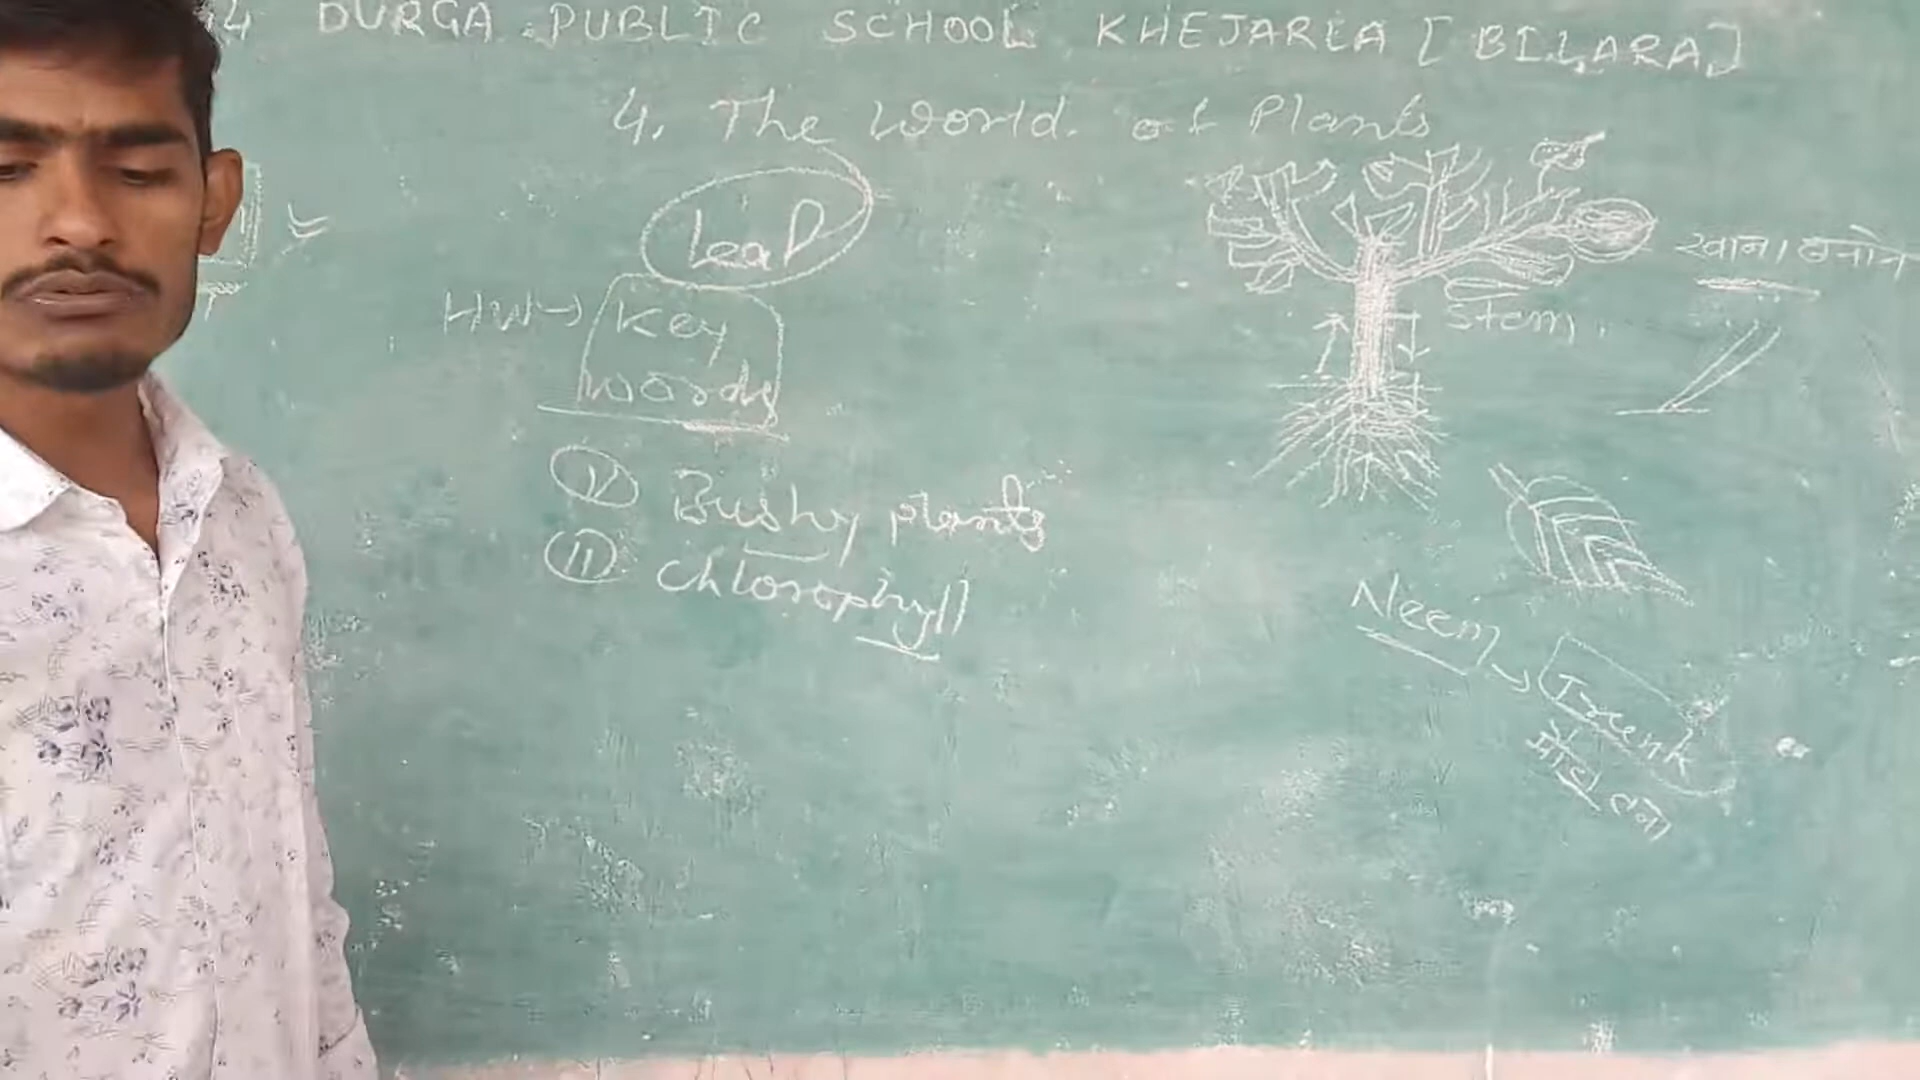 DURGA PUBLIC SCHOOL KHEJARLA [BILARA]
4. The World of Plants
Leaf
खाना बनाने
HW→ Key
words
Stem
I Bushy plants
II Chlorophyll
Neem → Trunk
मोटा तना